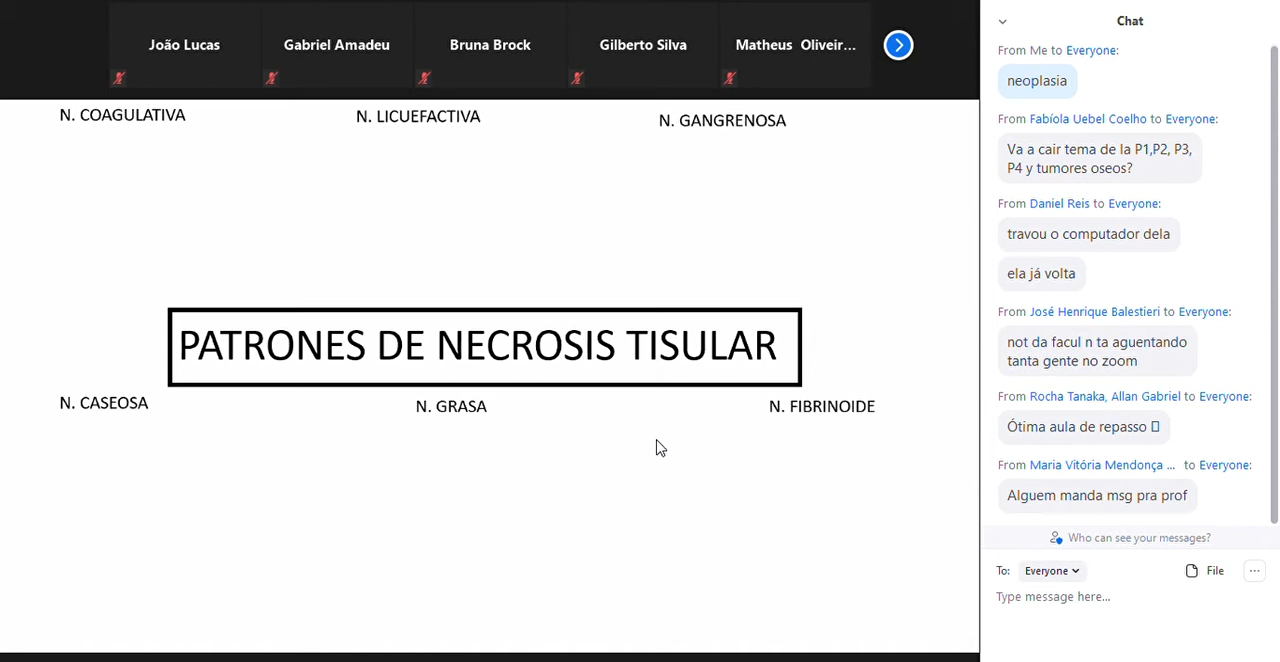 João Lucas
Gabriel Amadeu
Bruna Brock
Gilberto Silva
Matheus Oliveir...
N. COAGULATIVA
N. LICUEFACTIVA
N. GANGRENOSA
PATRONES DE NECROSIS TISULAR
N. CASEOSA
N. GRASA
N. FIBRINOIDE
Chat
From Me to Everyone:
neoplasia
From Fabíola Uebel Coelho to Everyone:
Va a cair tema de la P1,P2, P3,
P4 y tumores oseos?
From Daniel Reis to Everyone:
travou o computador dela
ela já volta
From José Henrique Balestieri to Everyone:
not da facul n ta aguentando
tanta gente no zoom
From Rocha Tanaka, Allan Gabriel to Everyone:
Ótima aula de repasso
From Maria Vitória Mendonça ... to Everyone:
Alguem manda msg pra prof
Who can see your messages?
To: Everyone
File
...
Type message here...